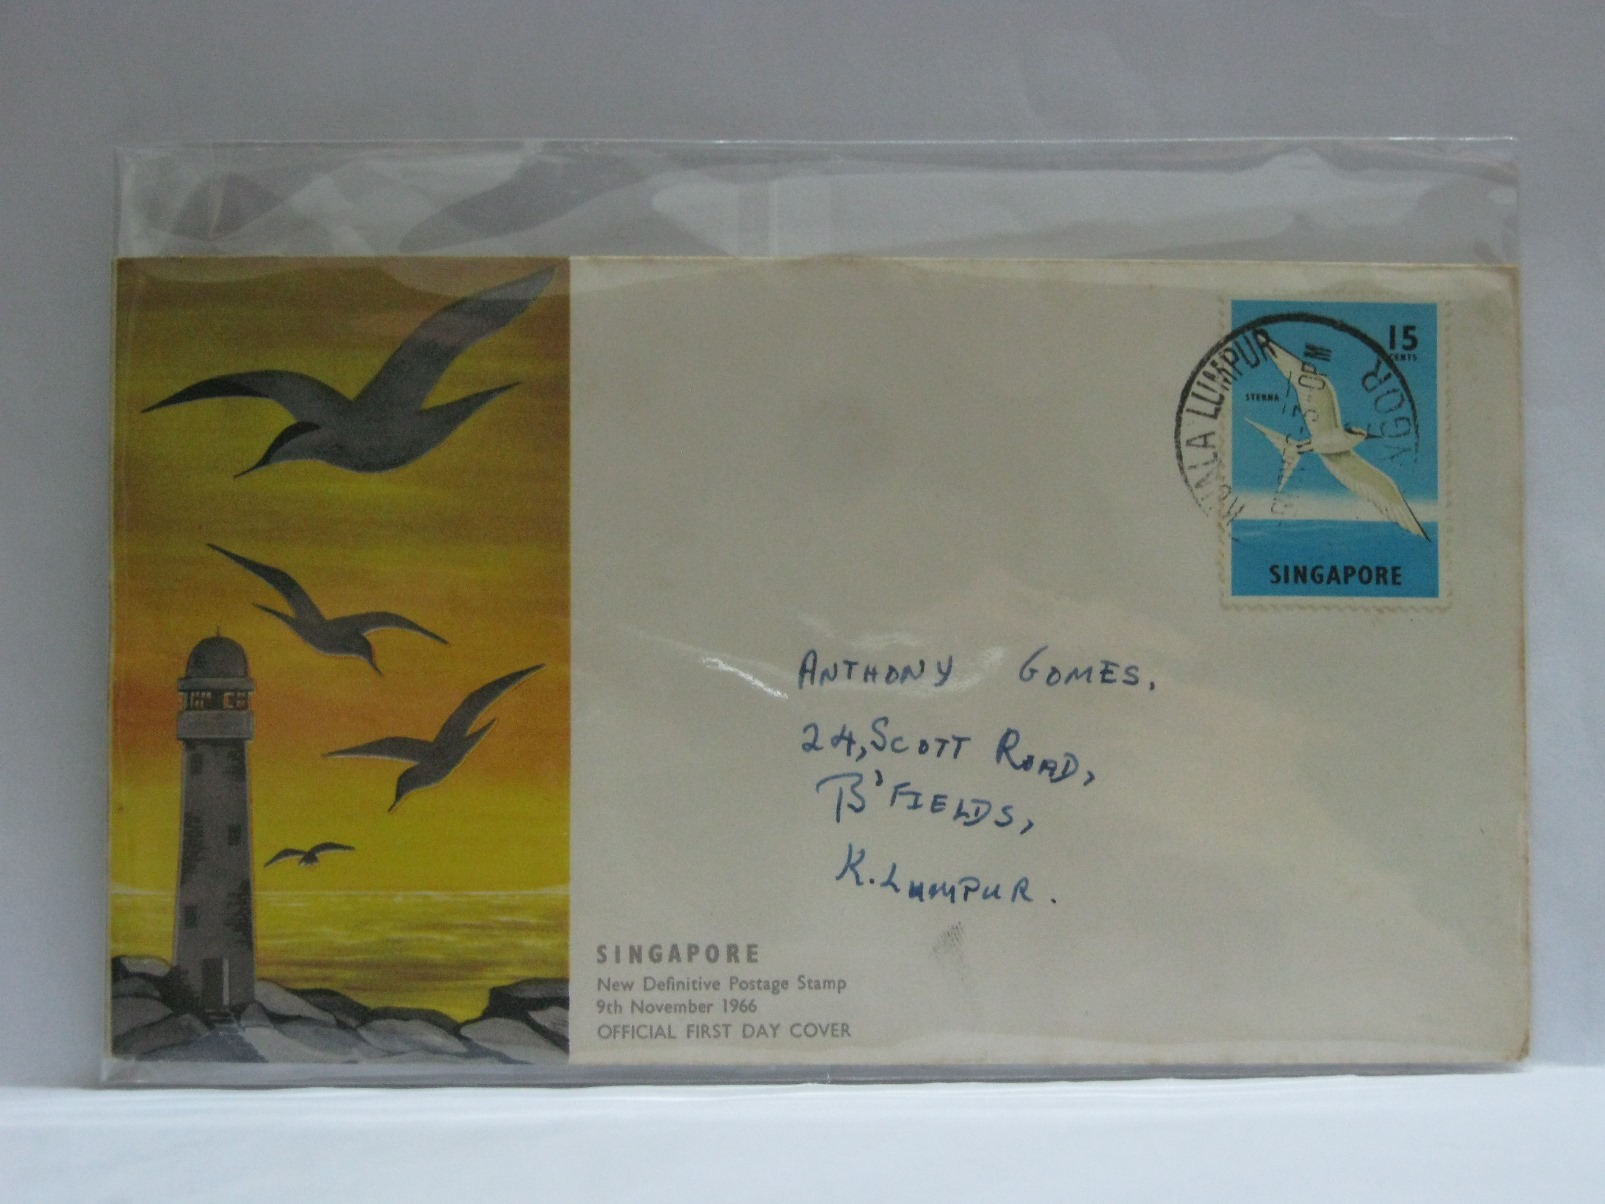 15
CENTS
STERNA
KUALA LUMPUR
SINGAPORE
ANTHONY GOMES,
24, SCOTT ROAD,
B'FIELDS,
K. LUMPUR.
SINGAPORE
New Definitive Postage Stamp
9th November 1966
OFFICIAL FIRST DAY COVER